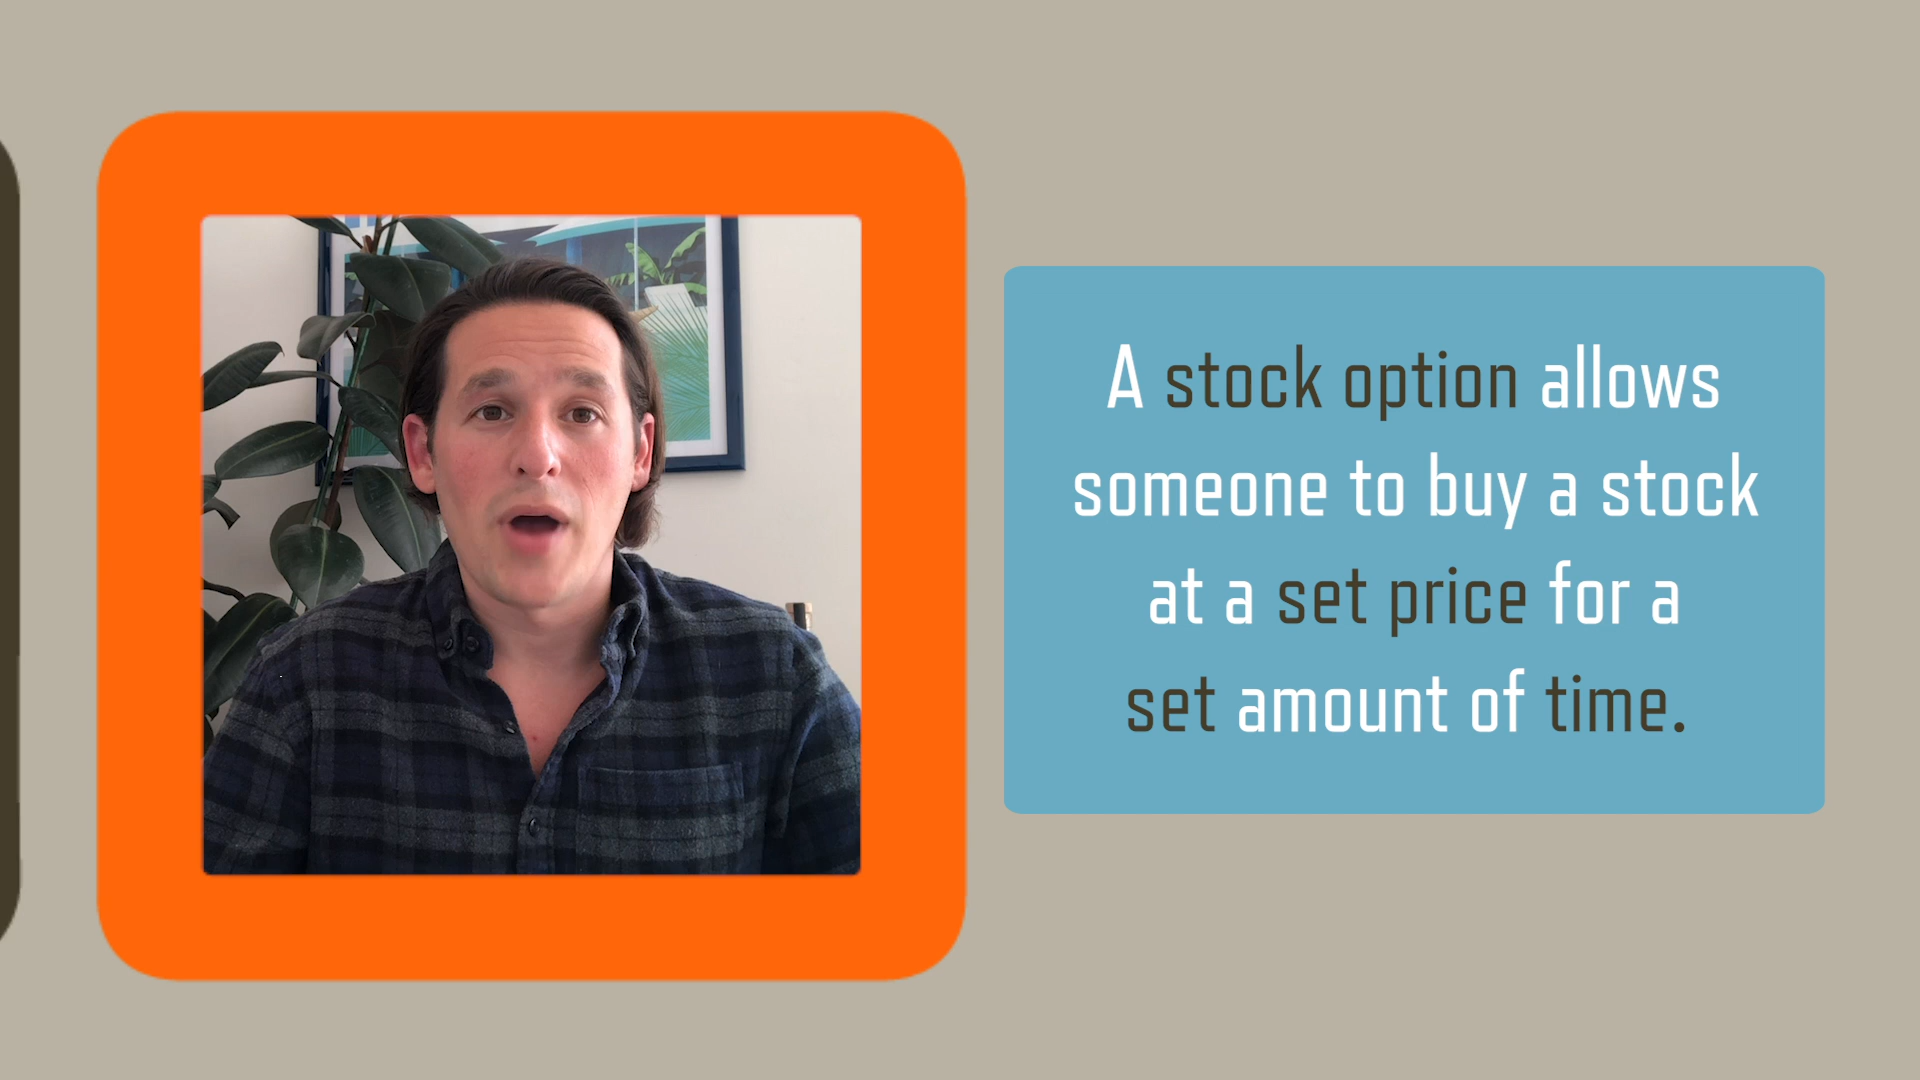 A stock option allows
someone to buy a stock
at a set price for a
set amount of time.